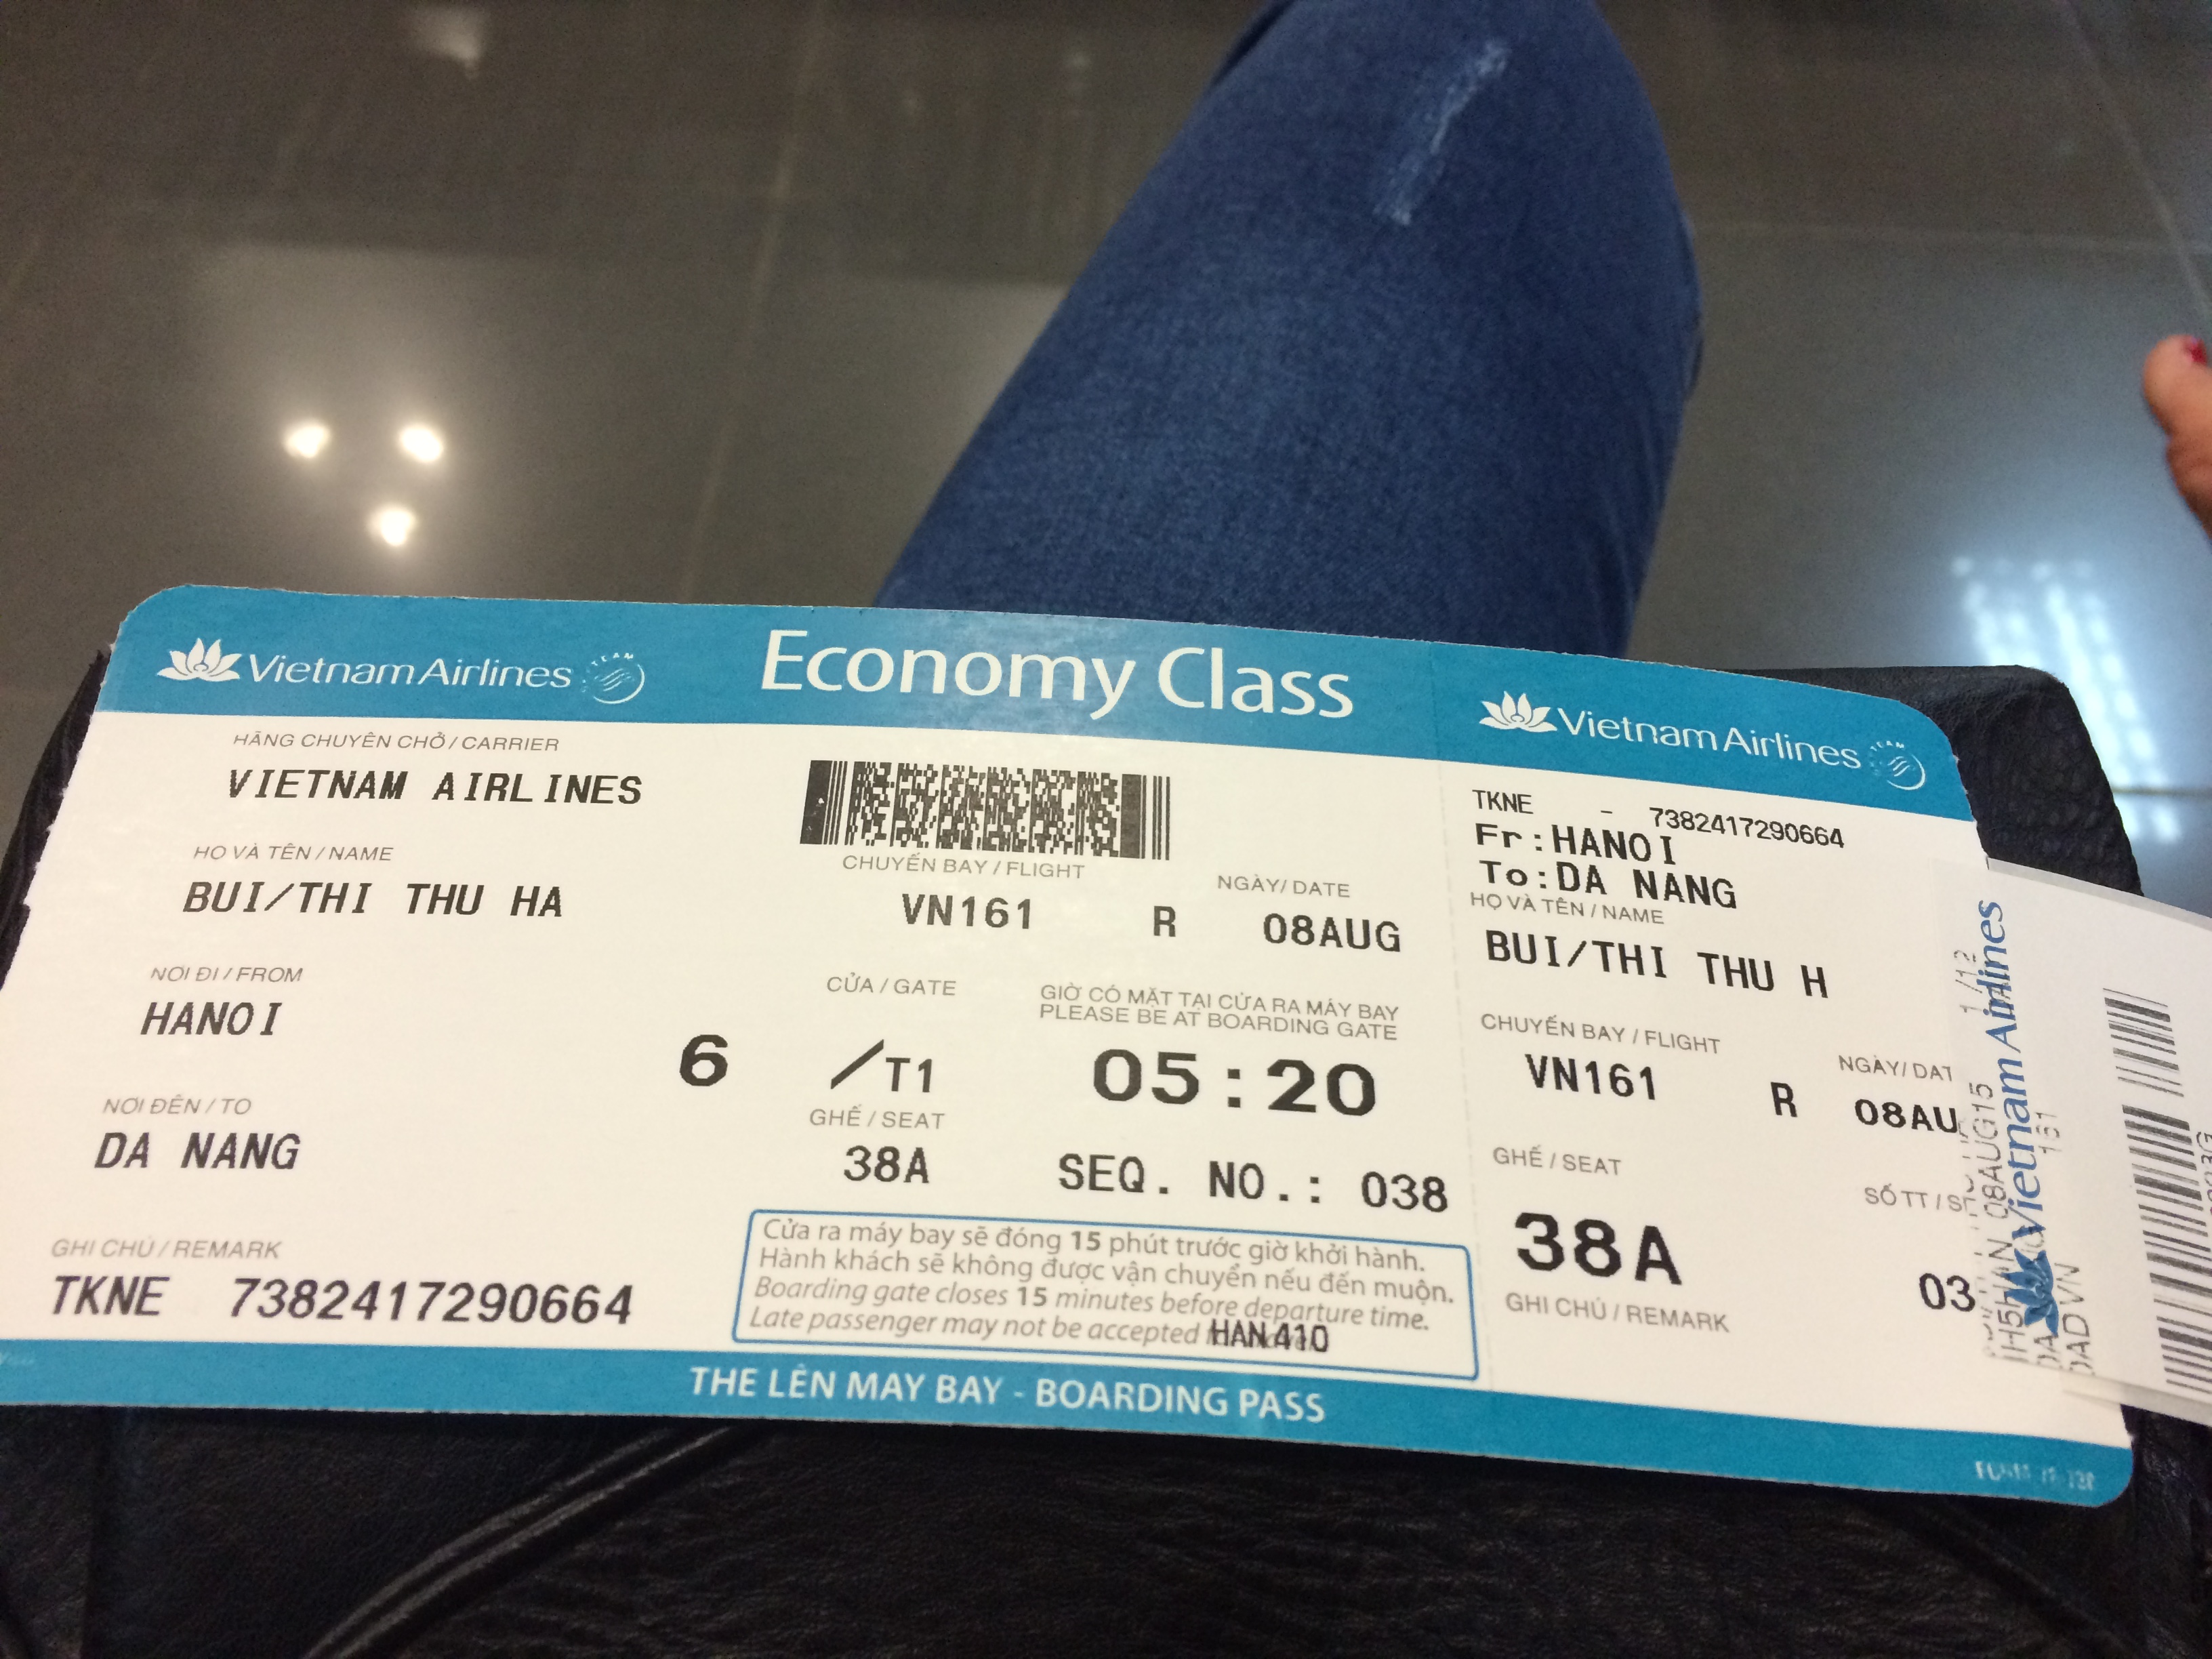 Vietnam Airlines
Economy Class
HÃNG CHUYÊN CHỞ / CARRIER
VIETNAM AIRLINES
HỌ VÀ TÊN / NAME
BUI/THI THU HA
NƠI ĐI / FROM
HANOI
NƠI ĐẾN / TO
DA NANG
GHI CHÚ / REMARK
TKNE 7382417290664
CHUYẾN BAY / FLIGHT
NGÀY / DATE
VN161 R 08AUG
CỬA / GATE
GIỜ CÓ MẶT TẠI CỬA RA MÁY BAY
PLEASE BE AT BOARDING GATE
6 /T1 05:20
GHẾ / SEAT
38A SEQ. NO.: 038
Cửa ra máy bay sẽ đóng 15 phút trước giờ khởi hành.
Hành khách sẽ không được vận chuyển nếu đến muộn.
Boarding gate closes 15 minutes before departure time.
Late passenger may not be accepted
HAN 410
THE LÊN MAY BAY - BOARDING PASS
Vietnam Airlines
TKNE - 7382417290664
Fr:HANOI
To:DA NANG
HỌ VÀ TÊN / NAME
BUI/THI THU H
CHUYẾN BAY / FLIGHT
NGÀY/ DAT
VN161 R 08AU
GHẾ / SEAT
SỐ TT /
38A 03
GHI CHÚ / REMARK
Vietnam Airlines
1/12
08AUG15
161